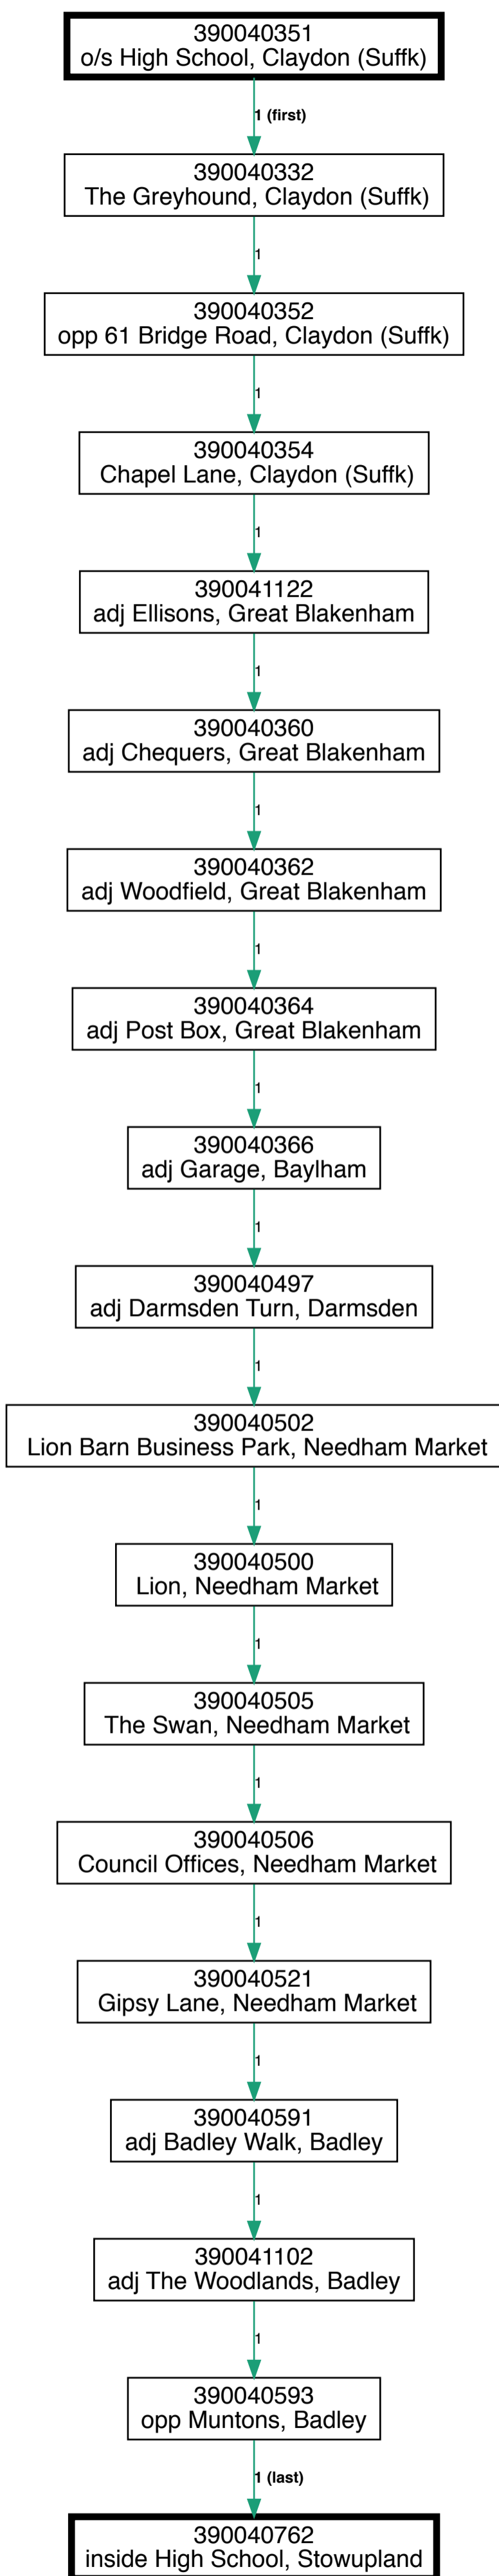 390040351
o/s High School, Claydon (Suffk)
1 (first)
390040332
The Greyhound, Claydon (Suffk)
1
390040352
opp 61 Bridge Road, Claydon (Suffk)
1
390040354
Chapel Lane, Claydon (Suffk)
1
390041122
adj Ellisons, Great Blakenham
1
390040360
adj Chequers, Great Blakenham
1
390040362
adj Woodfield, Great Blakenham
1
390040364
adj Post Box, Great Blakenham
1
390040366
adj Garage, Baylham
1
390040497
adj Darmsden Turn, Darmsden
1
390040502
Lion Barn Business Park, Needham Market
1
390040500
Lion, Needham Market
1
390040505
The Swan, Needham Market
1
390040506
Council Offices, Needham Market
1
390040521
Gipsy Lane, Needham Market
1
390040591
adj Badley Walk, Badley
1
390041102
adj The Woodlands, Badley
1
390040593
opp Muntons, Badley
1 (last)
390040762
inside High School, Stowupland